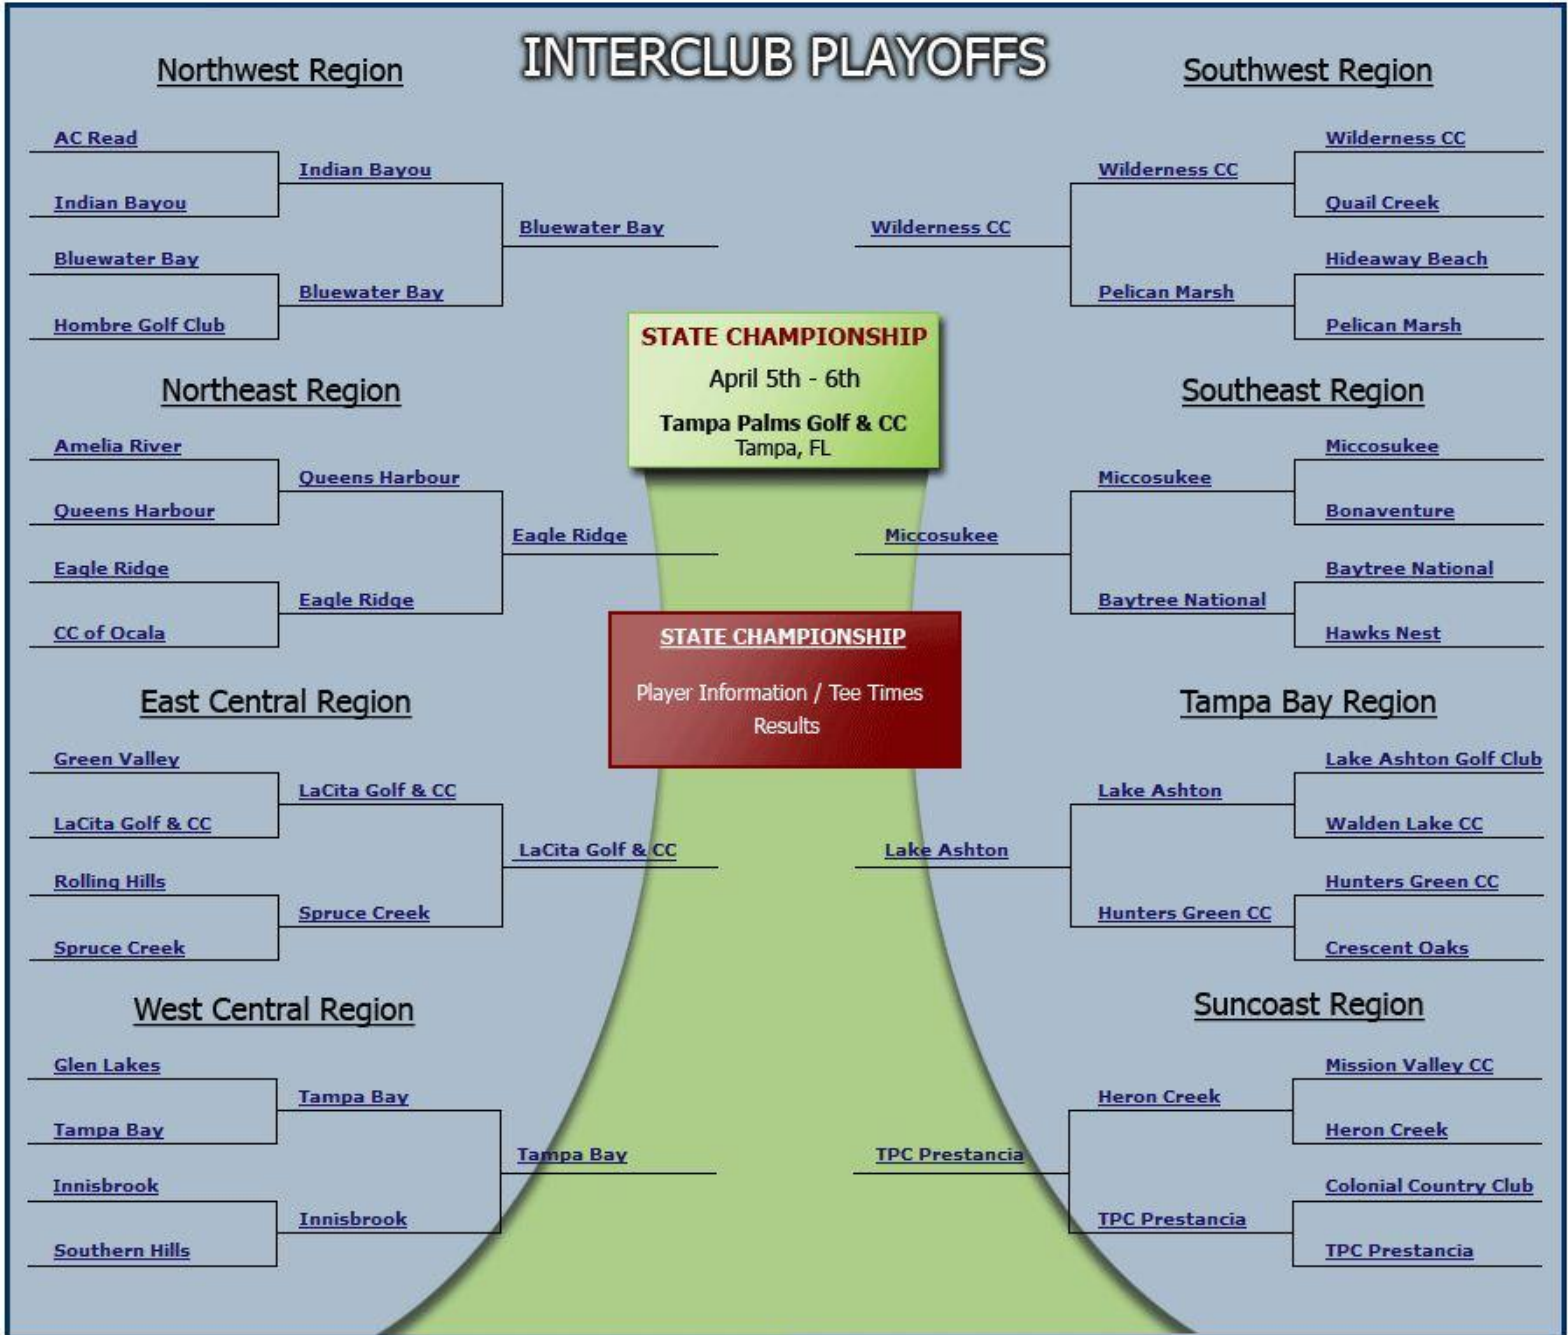 INTERCLUB PLAYOFFS
Northwest Region
AC Read
Indian Bayou
Indian Bayou
Bluewater Bay
Bluewater Bay
Bluewater Bay
Hombre Golf Club
Northeast Region
Amelia River
Queens Harbour
Queens Harbour
Eagle Ridge
Eagle Ridge
Eagle Ridge
CC of Ocala
East Central Region
Green Valley
LaCita Golf & CC
LaCita Golf & CC
LaCita Golf & CC
Rolling Hills
Spruce Creek
Spruce Creek
West Central Region
Glen Lakes
Tampa Bay
Tampa Bay
Tampa Bay
Innisbrook
Innisbrook
Southern Hills
STATE CHAMPIONSHIP
April 5th - 6th
Tampa Palms Golf & CC
Tampa, FL
STATE CHAMPIONSHIP
Player Information / Tee Times
Results
Southwest Region
Wilderness CC
Wilderness CC
Quail Creek
Wilderness CC
Hideaway Beach
Pelican Marsh
Pelican Marsh
Southeast Region
Miccosukee
Miccosukee
Bonaventure
Miccosukee
Baytree National
Baytree National
Hawks Nest
Tampa Bay Region
Lake Ashton Golf Club
Lake Ashton
Walden Lake CC
Lake Ashton
Hunters Green CC
Hunters Green CC
Crescent Oaks
Suncoast Region
Mission Valley CC
Heron Creek
Heron Creek
TPC Prestancia
Colonial Country Club
TPC Prestancia
TPC Prestancia